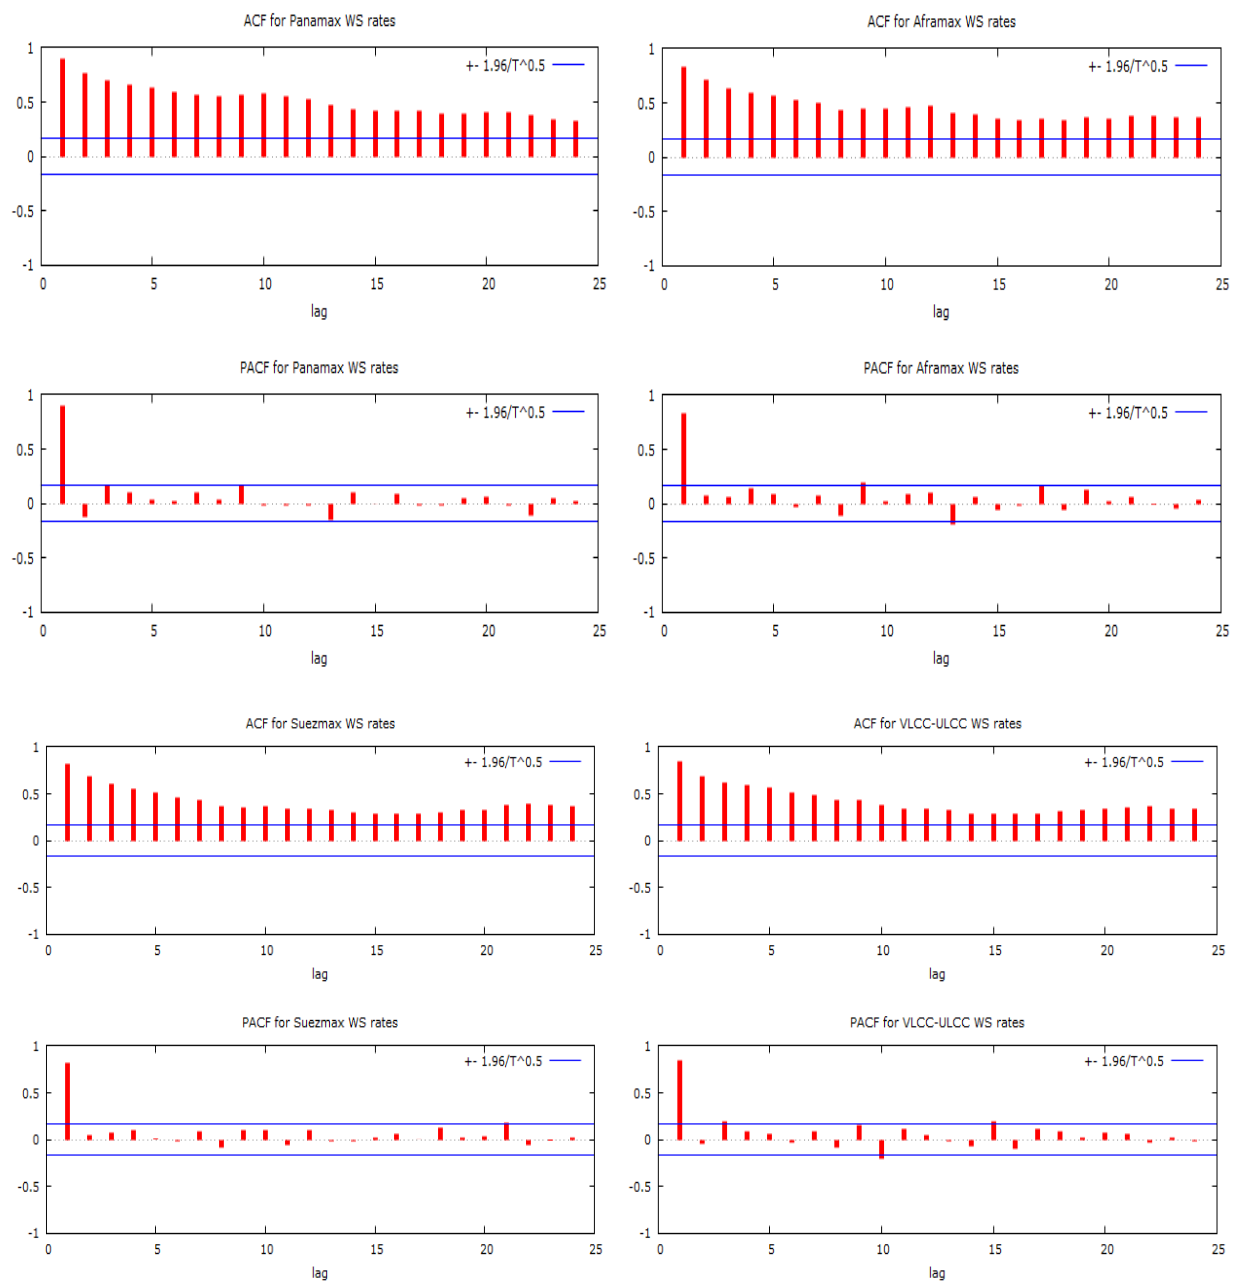 ACF for Panamax WS rates
1
0.5
0
-0.5
-1
+- 1.96/T^0.5
0 5 10 15 20 25
lag
ACF for Aframax WS rates
1
0.5
0
-0.5
-1
+- 1.96/T^0.5
0 5 10 15 20 25
lag
PACF for Panamax WS rates
1
0.5
0
-0.5
-1
+- 1.96/T^0.5
0 5 10 15 20 25
lag
PACF for Aframax WS rates
1
0.5
0
-0.5
-1
+- 1.96/T^0.5
0 5 10 15 20 25
lag
ACF for Suezmax WS rates
1
0.5
0
-0.5
-1
+- 1.96/T^0.5
0 5 10 15 20 25
lag
ACF for VLCC-ULCC WS rates
1
0.5
0
-0.5
-1
+- 1.96/T^0.5
0 5 10 15 20 25
lag
PACF for Suezmax WS rates
1
0.5
0
-0.5
-1
+- 1.96/T^0.5
0 5 10 15 20 25
lag
PACF for VLCC-ULCC WS rates
1
0.5
0
-0.5
-1
+- 1.96/T^0.5
0 5 10 15 20 25
lag